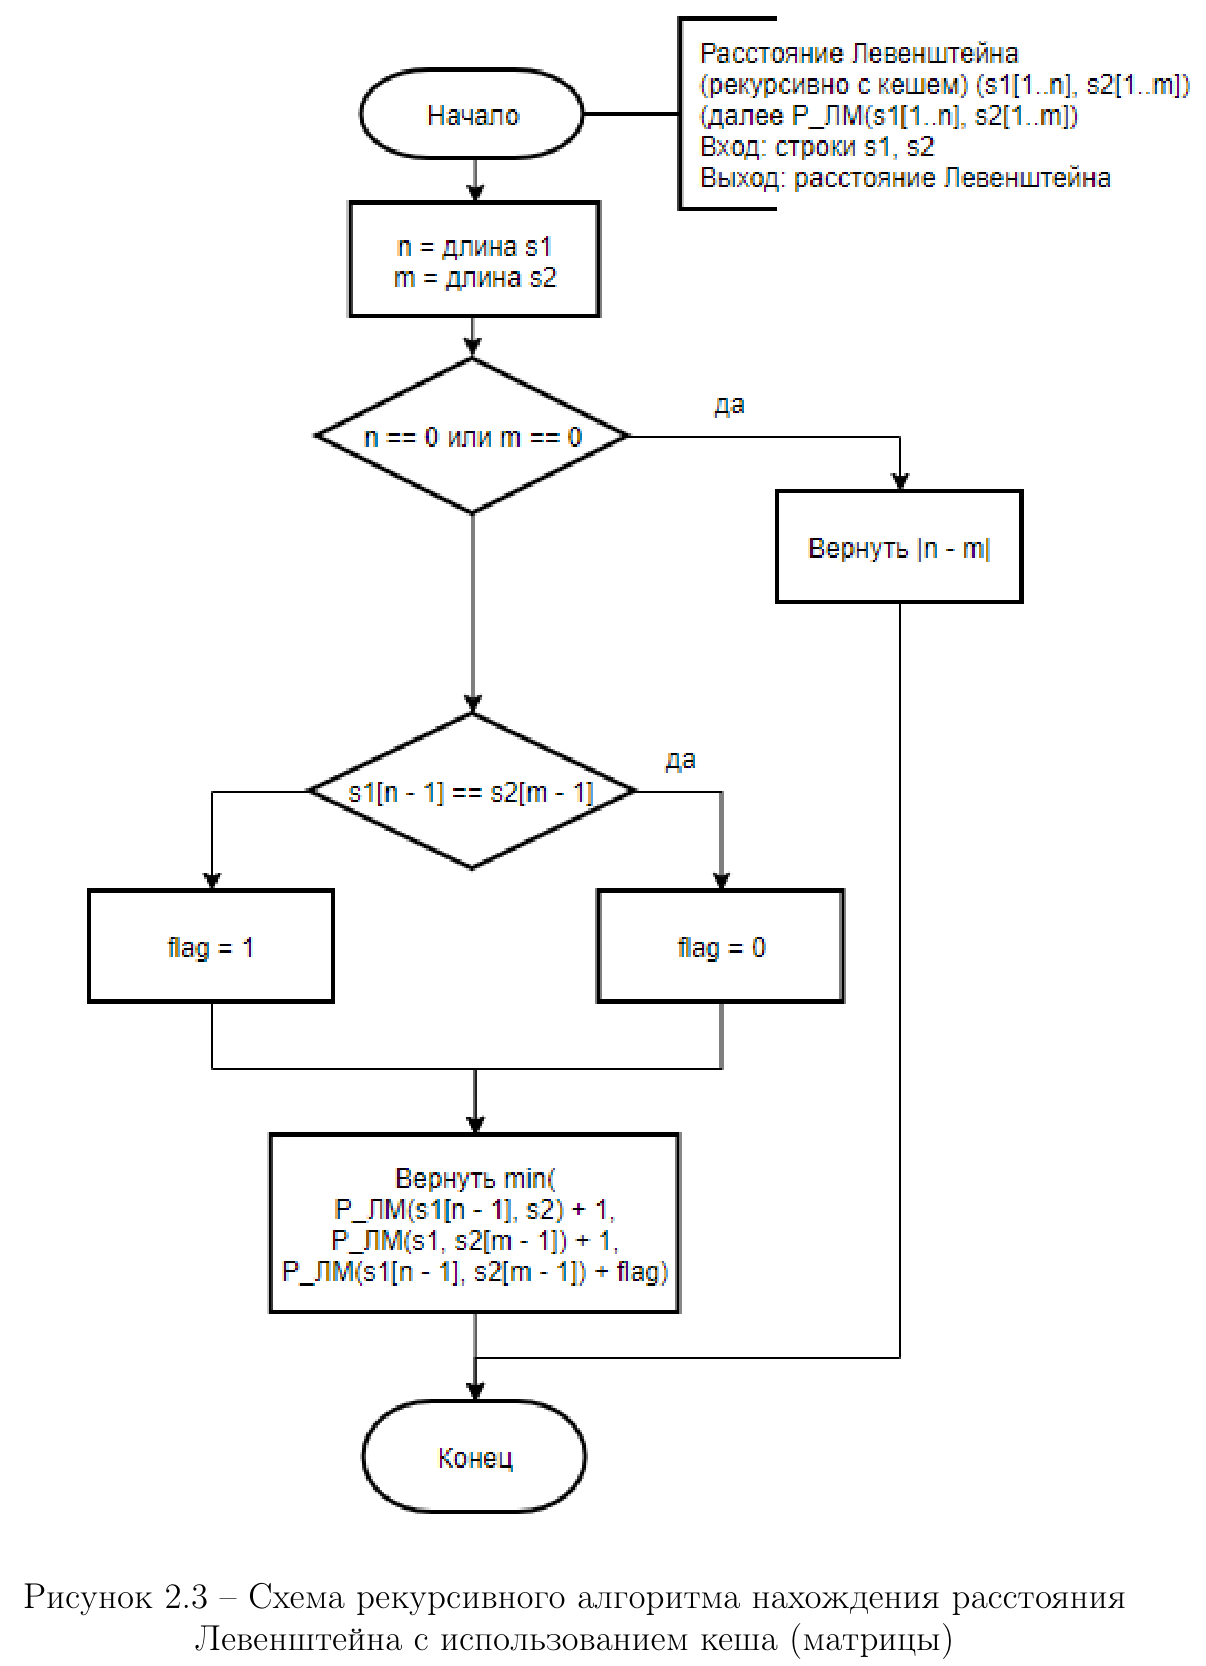 Начало
Расстояние Левенштейна
(рекурсивно с кешем) (s1[1..n], s2[1..m])
(далее Р_ЛМ(s1[1..n], s2[1..m])
Вход: строки s1, s2
Выход: расстояние Левенштейна
n = длина s1
m = длина s2
n == 0 или m == 0
да
Вернуть |n - m|
s1[n - 1] == s2[m - 1]
да
flag = 1
flag = 0
Вернуть min(
Р_ЛМ(s1[n - 1], s2) + 1,
Р_ЛМ(s1, s2[m - 1]) + 1,
Р_ЛМ(s1[n - 1], s2[m - 1]) + flag)
Конец
Рисунок 2.3 – Схема рекурсивного алгоритма нахождения расстояния
Левенштейна с использованием кеша (матрицы)